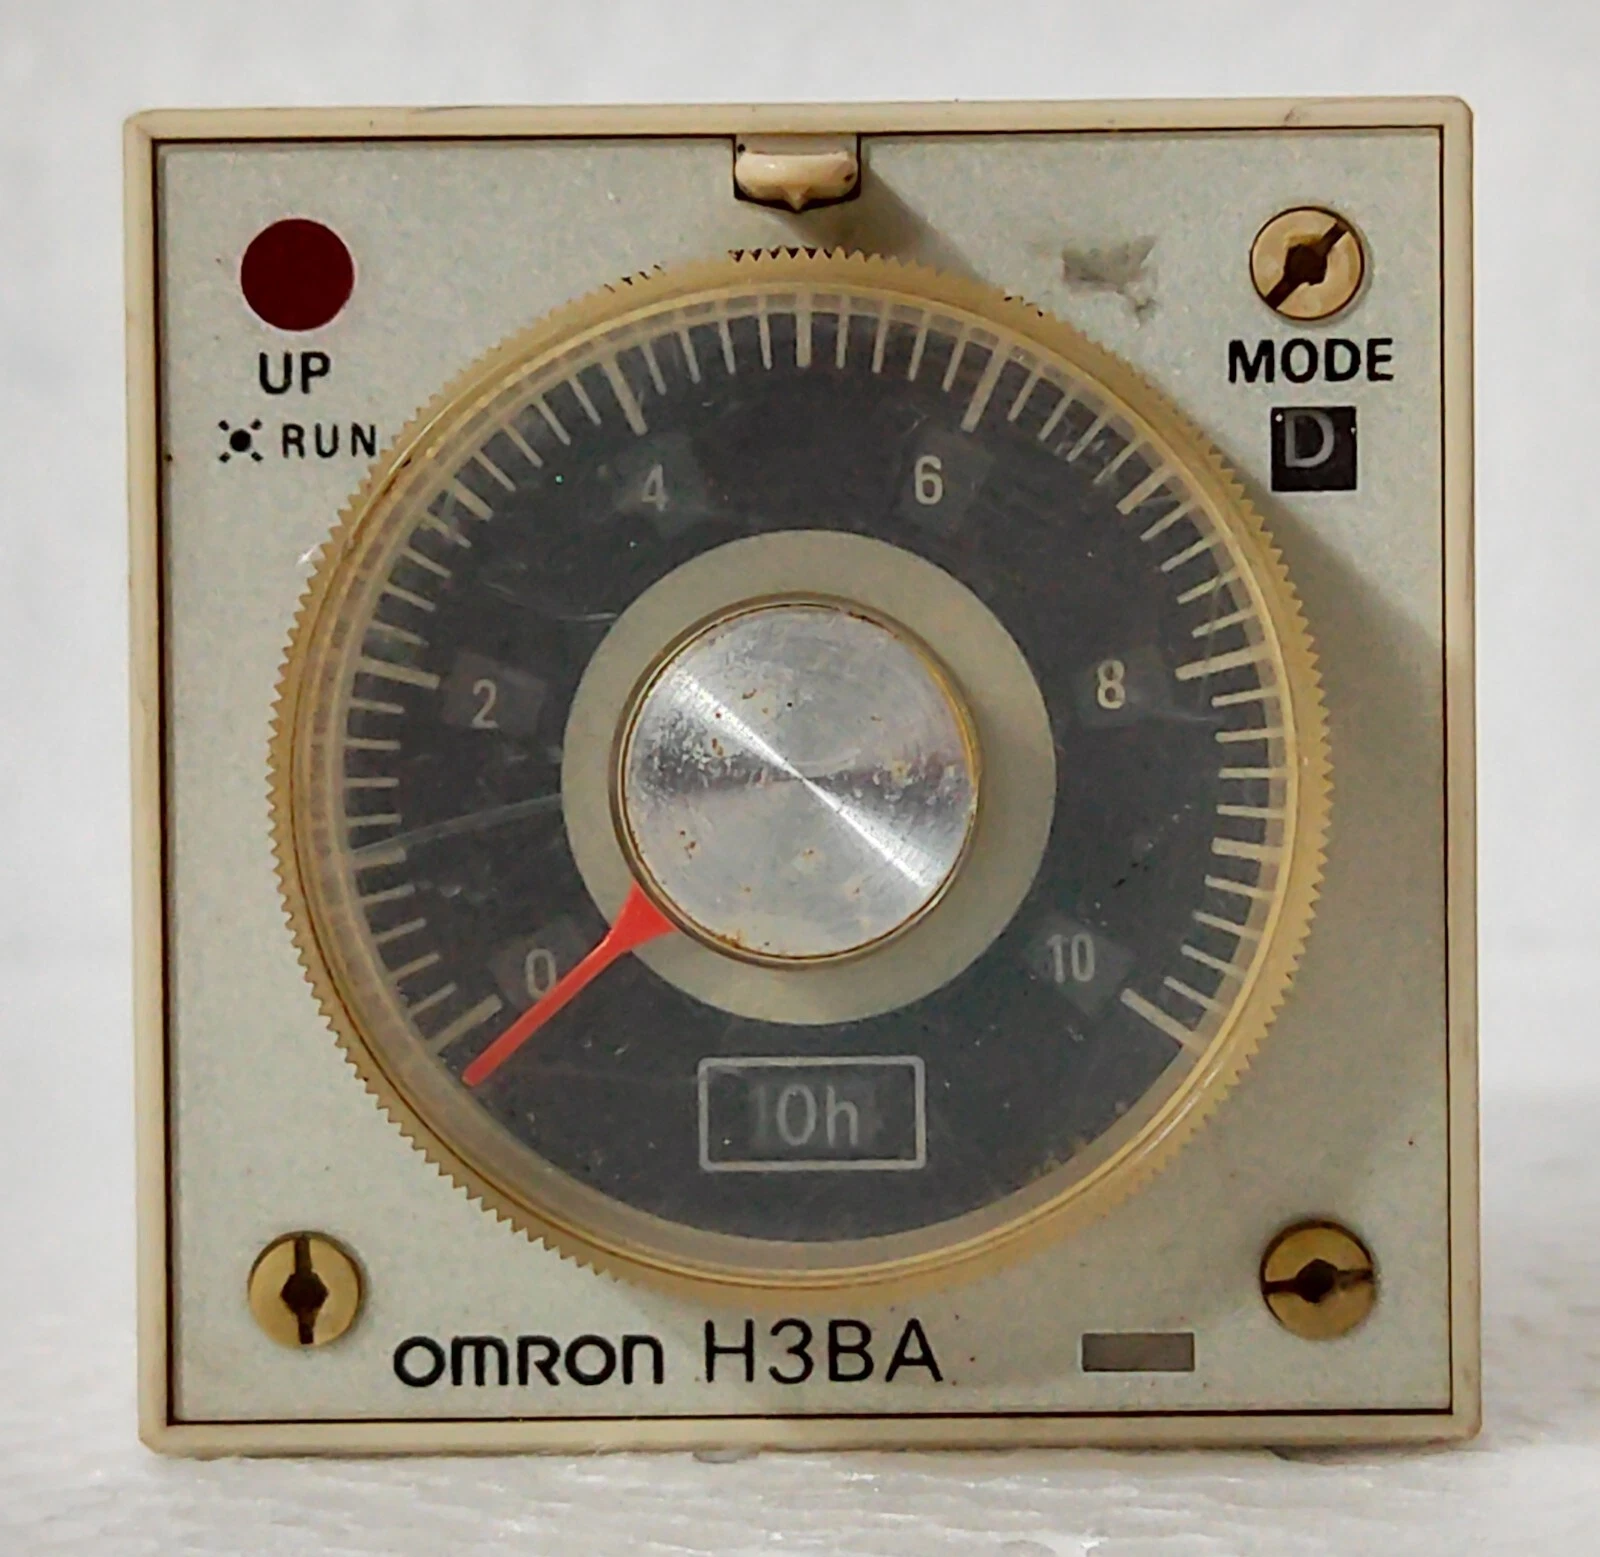 UP
RUN
MODE
D
4
6
2
8
0
10
10h
omron H3BA